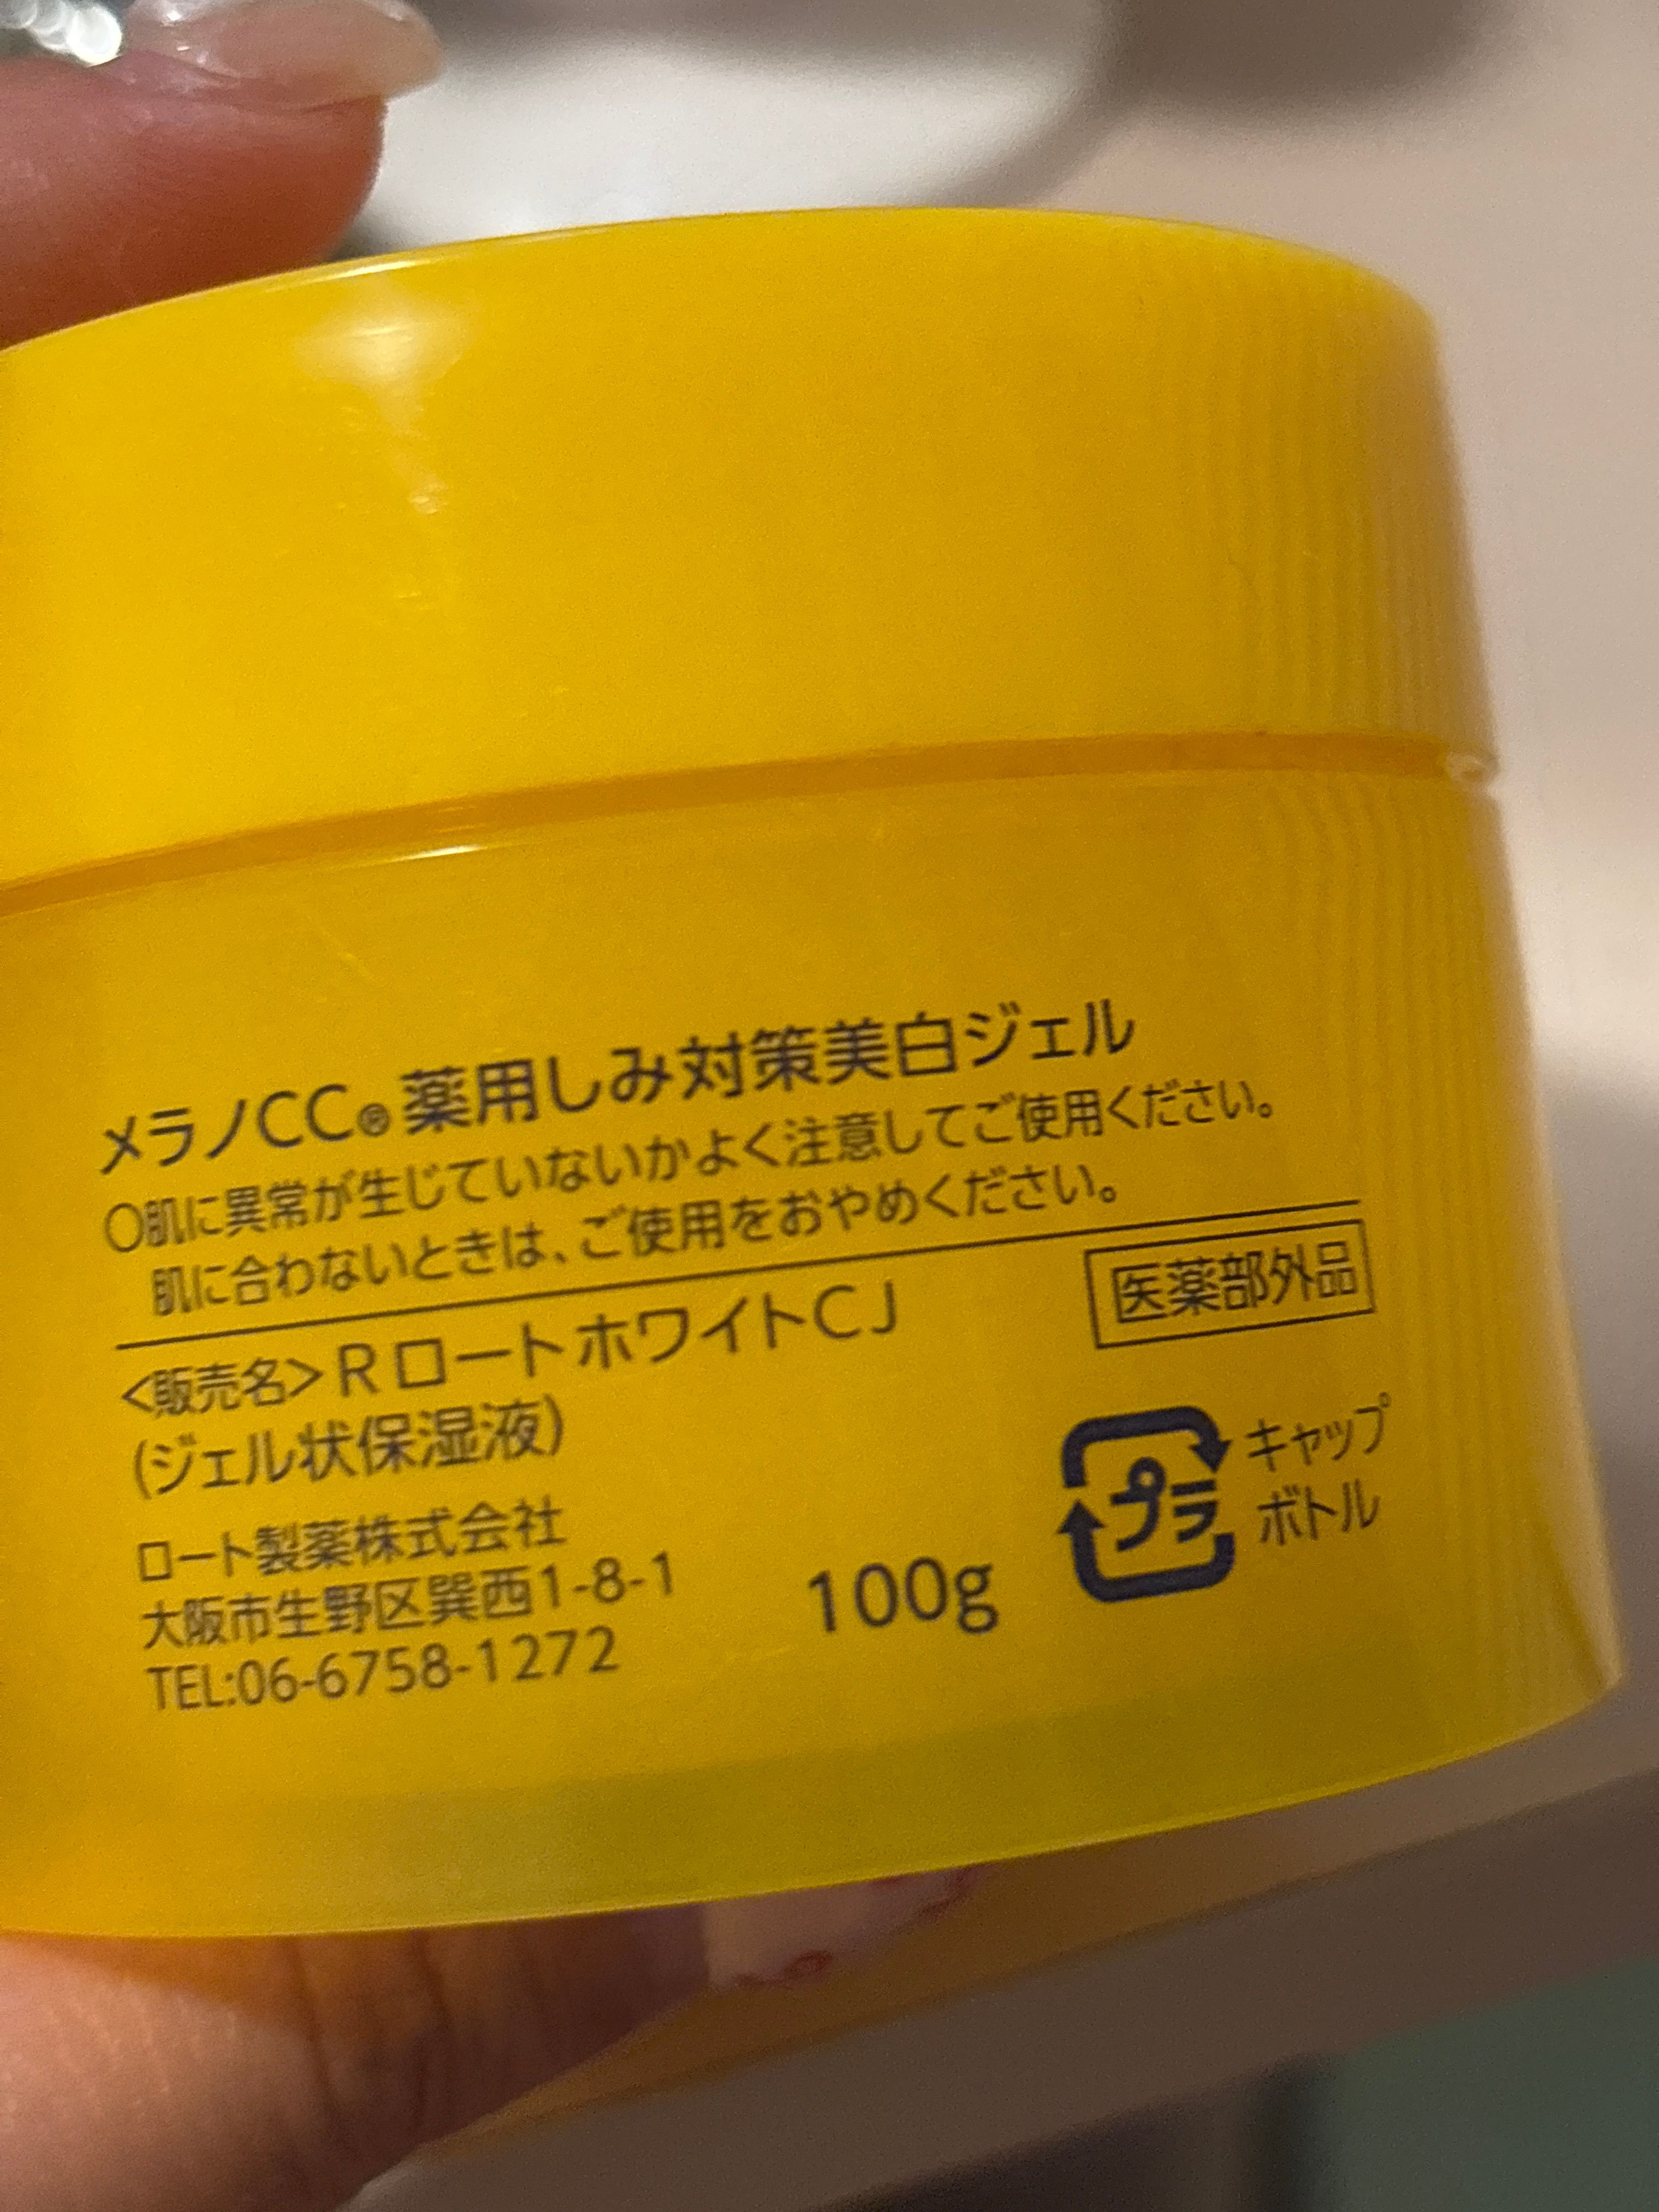 メラノCC®薬用しみ対策美白ジェル
○肌に異常が生じていないかよく注意してご使用ください。
肌に合わないときは、ご使用をおやめください。
<販売名>RロートホワイトCJ
(ジェル状保湿液)
医薬部外品
ロート製薬株式会社
大阪市生野区巽西1-8-1
TEL:06-6758-1272
100g
プラ
キャップ
ボトル